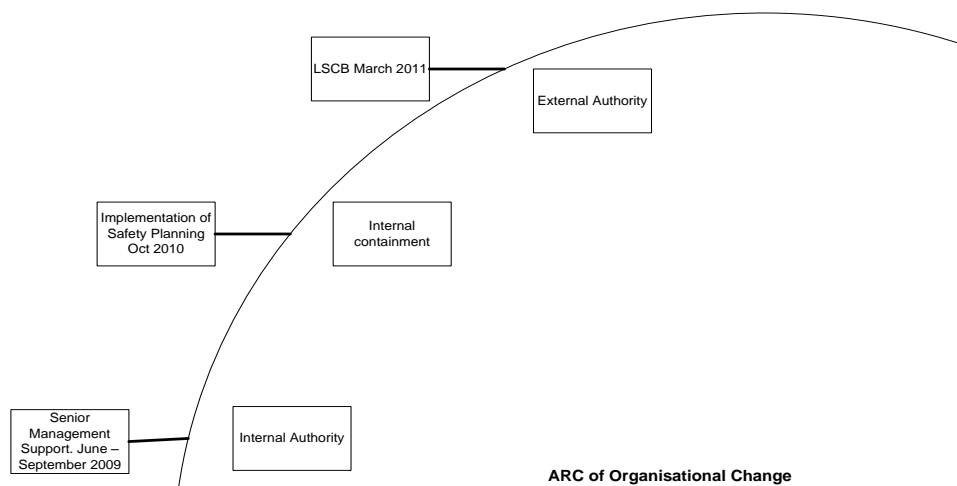 LSCB March 2011
External Authority
Implementation of
Safety Planning
Oct 2010
Internal
containment
Senior
Management
Support. June –
September 2009
Internal Authority
ARC of Organisational Change